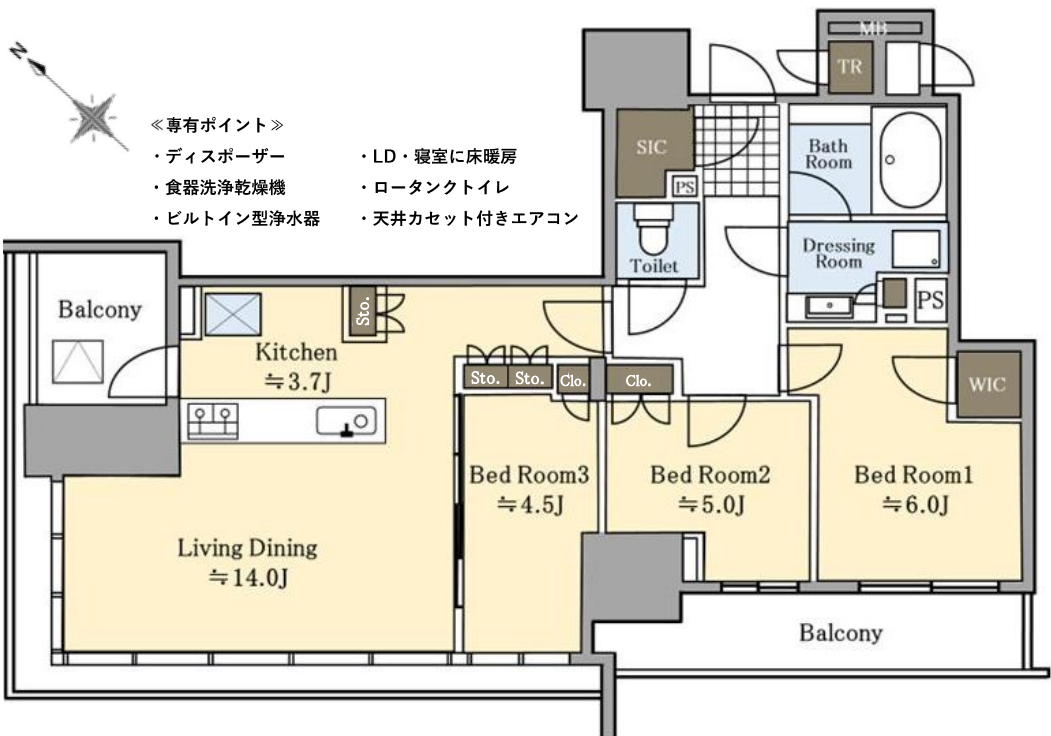 N
MB
TR
≪専有ポイント≫
・ディスポーザー
・LD・寝室に床暖房
・食器洗浄乾燥機
・ロータンクトイレ
・ビルトイン型浄水器
・天井カセット付きエアコン
SIC
PS
Bath
Room
Toilet
Dressing
Room
PS
Balcony
Sto.
Kitchen
≒3.7J
Sto.
Sto.
Clo.
Clo.
WIC
Bed Room3
≒4.5J
Bed Room2
≒5.0J
Bed Room1
≒6.0J
Living Dining
≒14.0J
Balcony